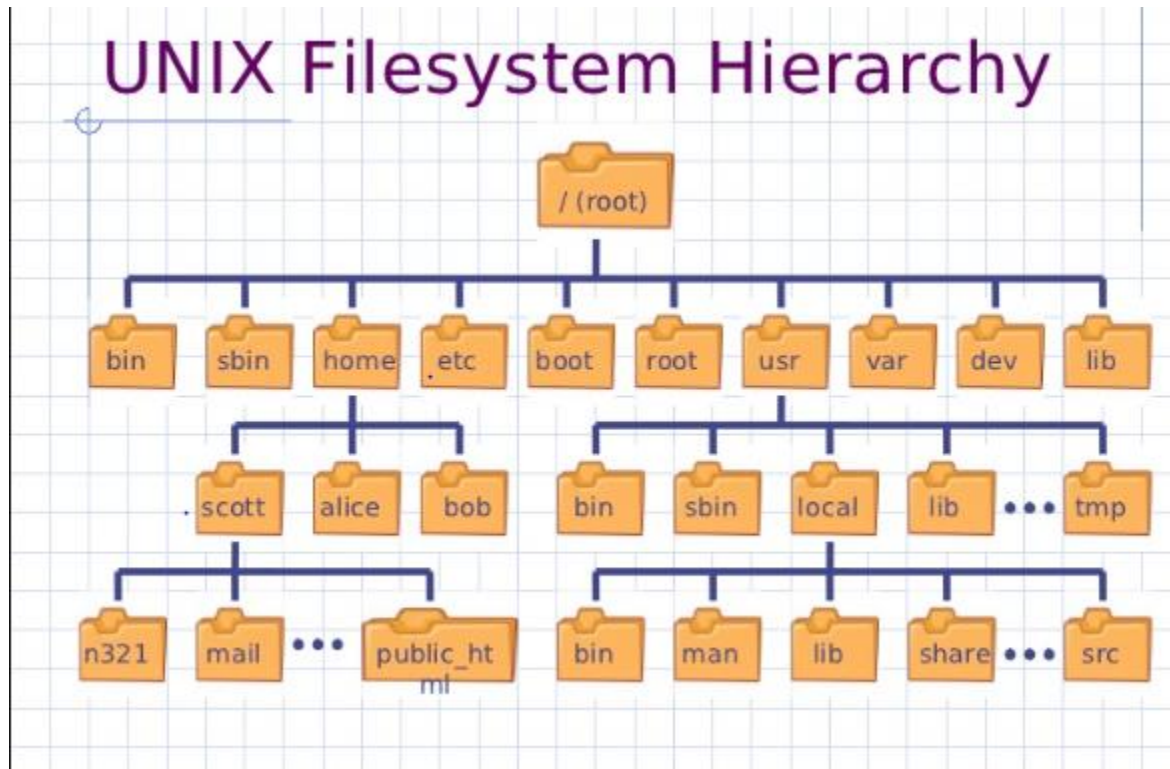 UNIX Filesystem Hierarchy
/ (root)
bin sbin home etc boot root usr var dev lib
scott alice bob bin sbin local lib ••• tmp
n321 mail ••• public_ht bin man lib share ••• src
ml